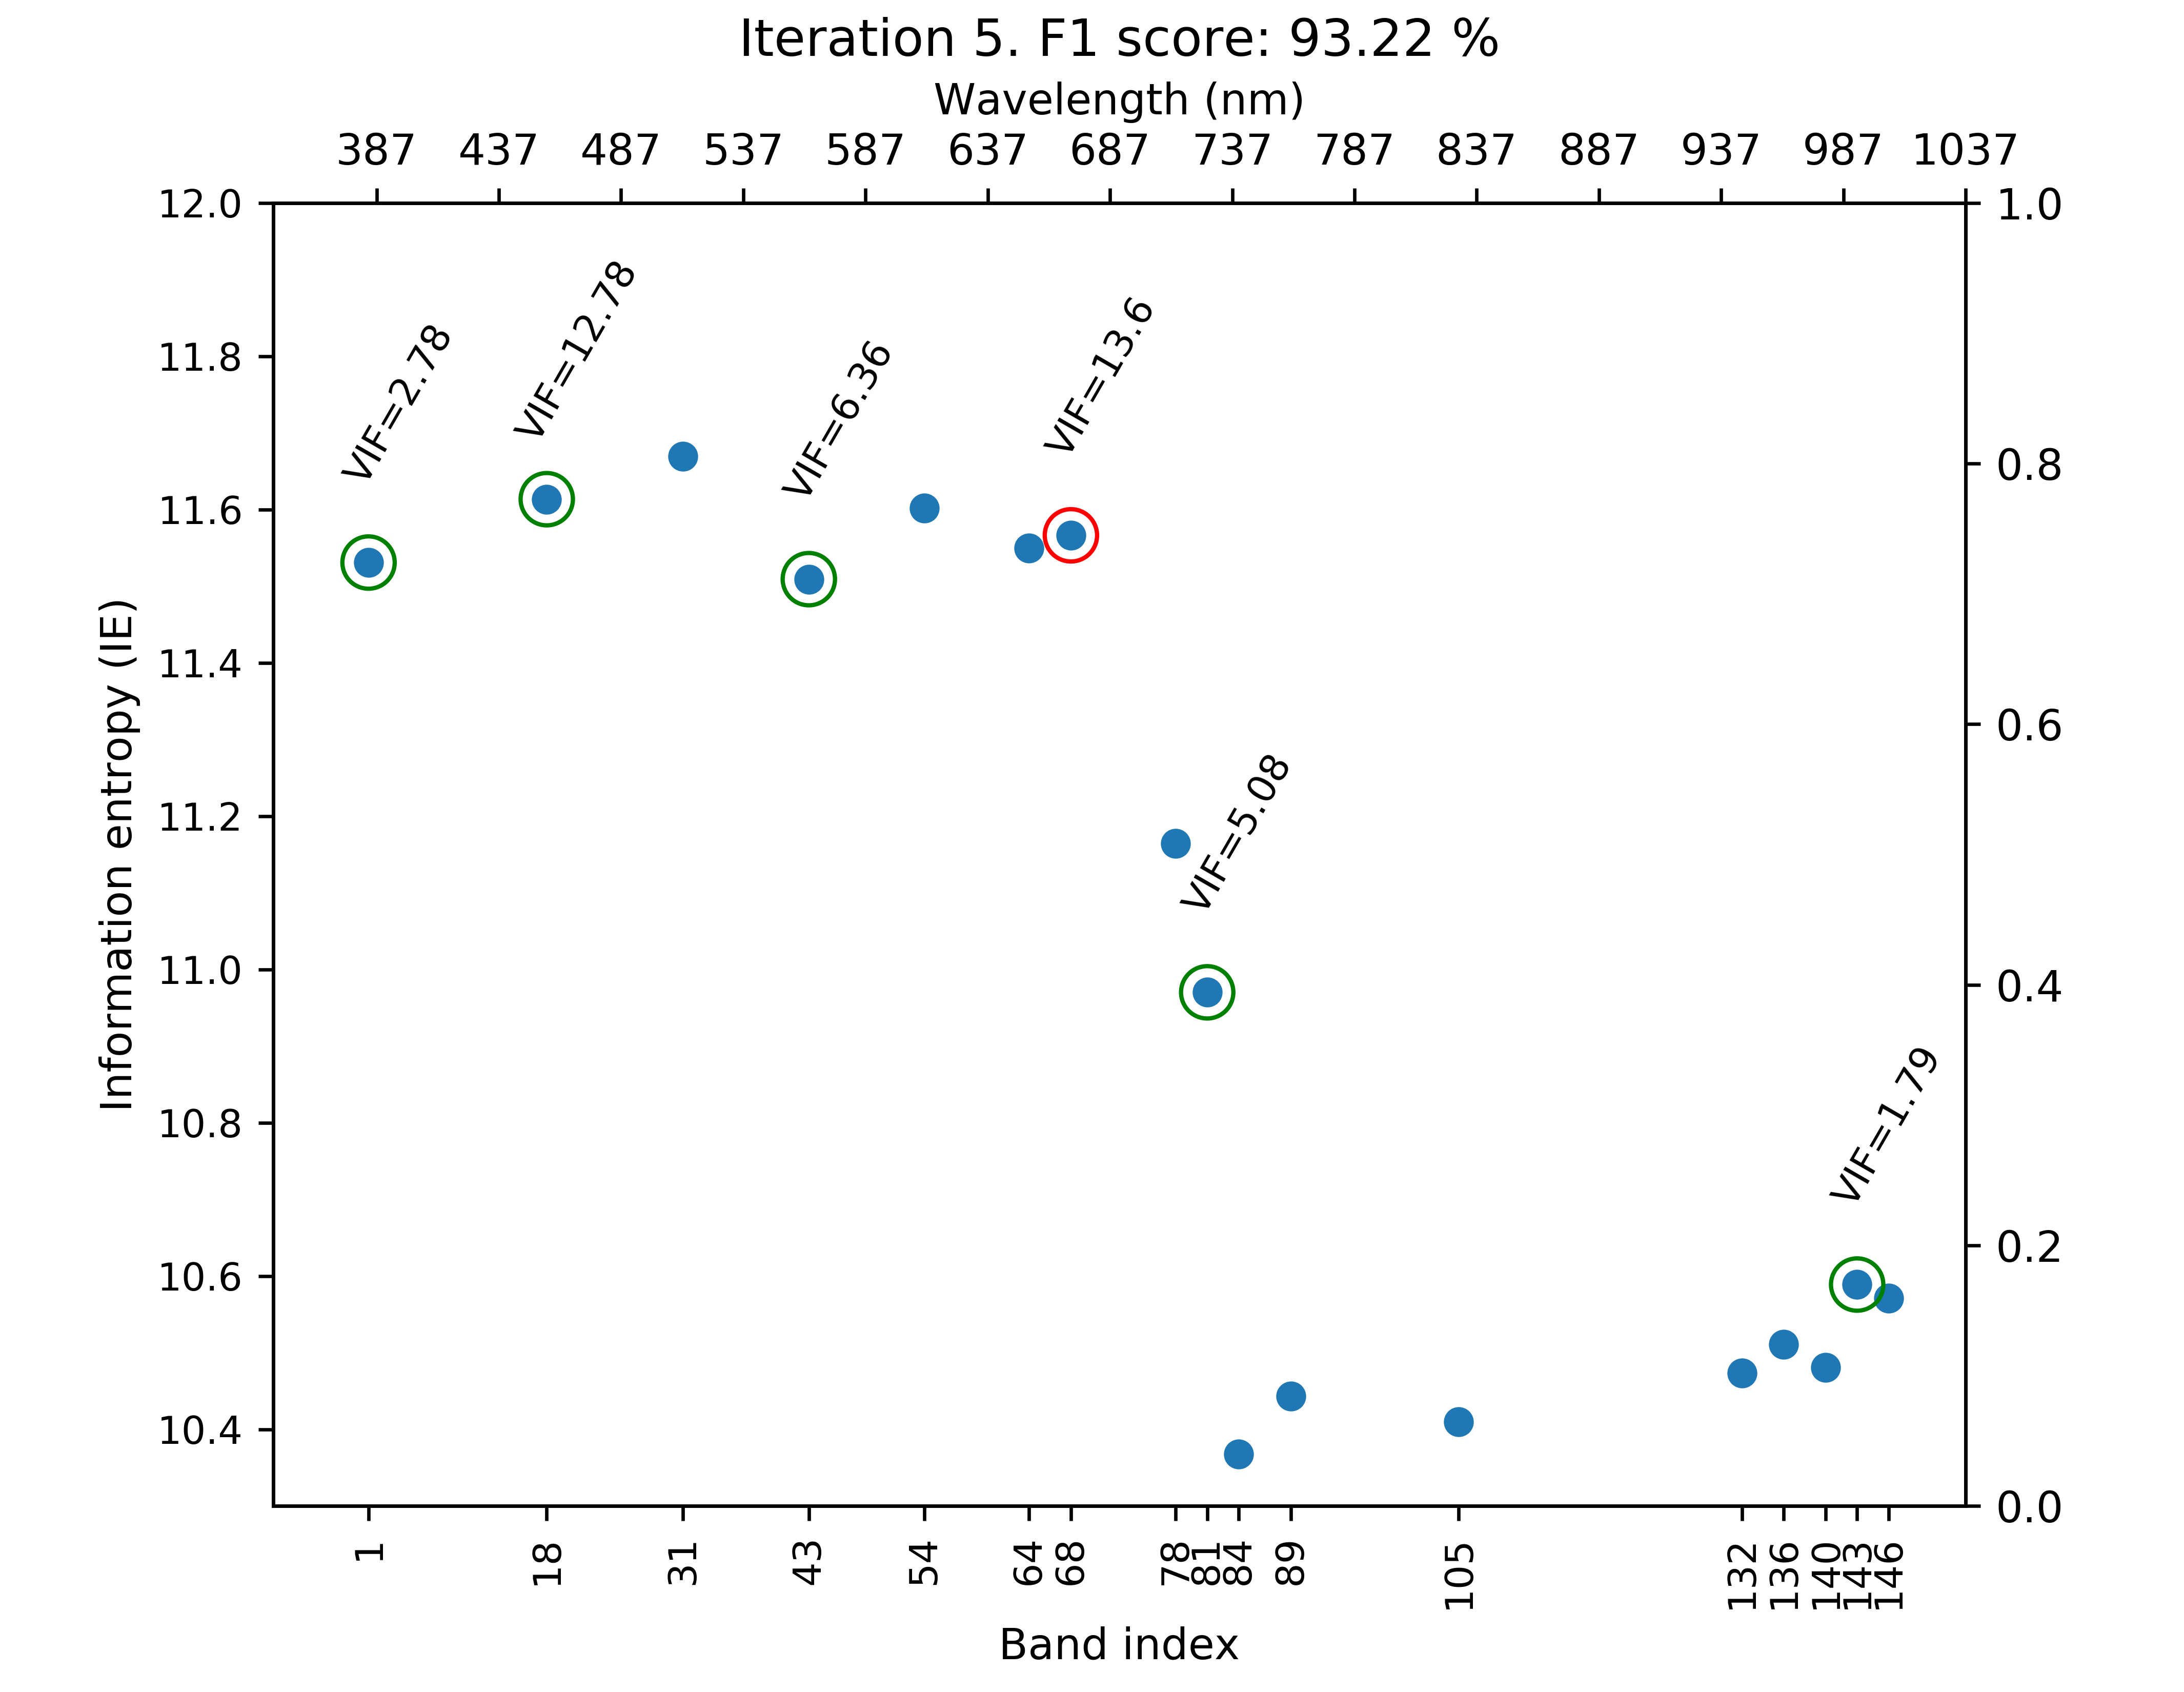 Iteration 5. F1 score: 93.22 %
Wavelength (nm)
387 437 487 537 587 637 687 737 787 837 887 937 987 1037
12.0
11.8
11.6
11.4
11.2
11.0
10.8
10.6
10.4
Information entropy (IE)
VIF=2.78
VIF=12.78
VIF=6.36
VIF=13.6
VIF=5.08
VIF=1.79
1.0
0.8
0.6
0.4
0.2
0.0
1 18 31 43 54 64 68 78 81 84 89 105 132 136 140 143 146
Band index